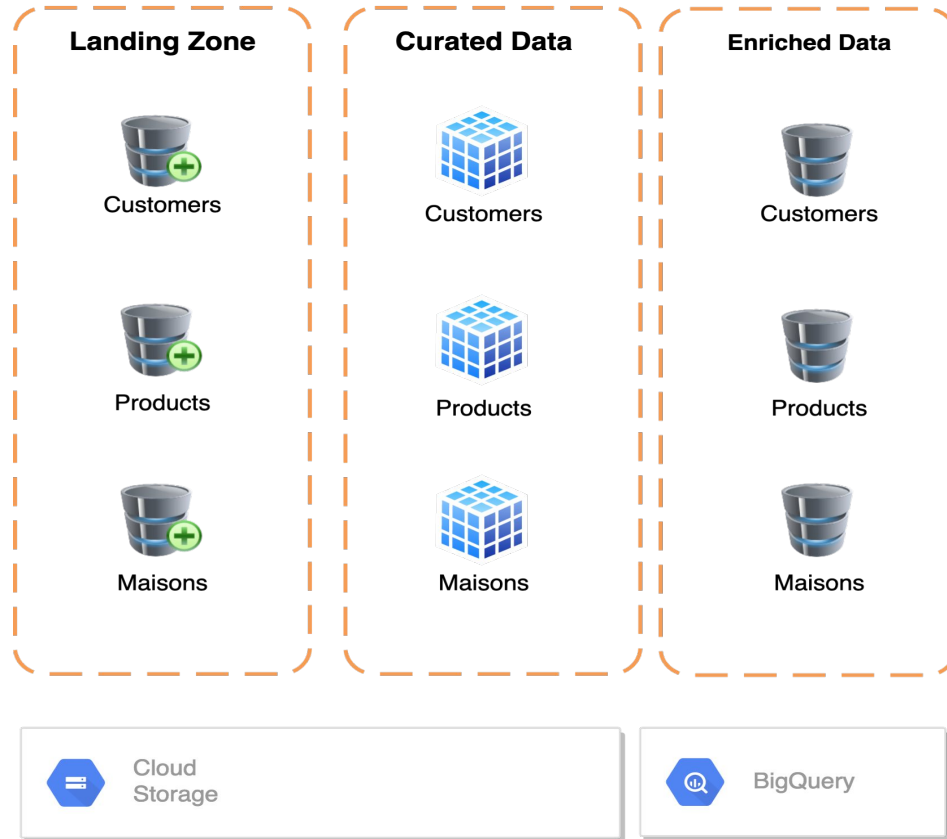 Landing Zone
Curated Data
Enriched Data
Customers
Customers
Customers
Products
Products
Products
Maisons
Maisons
Maisons
Cloud
Storage
BigQuery